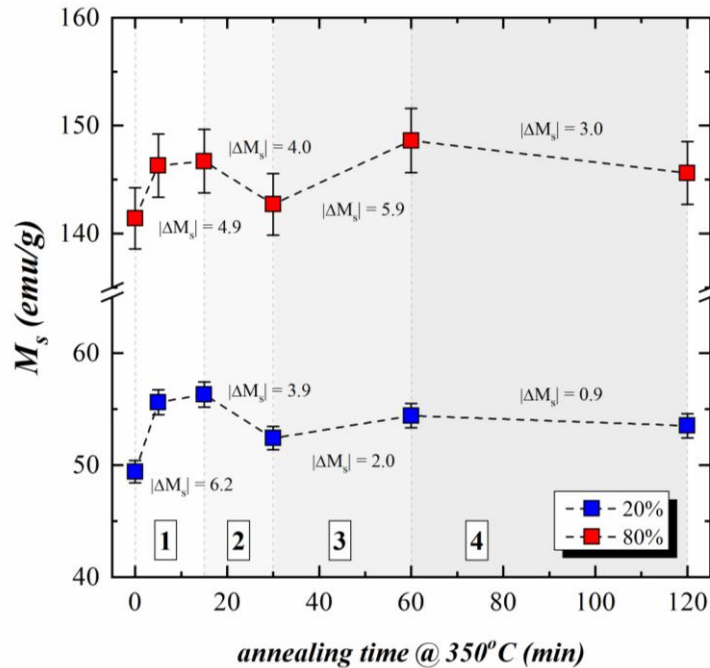 160
150
140
60
50
40
M_s (emu/g)
|ΔM_s| = 4.0
|ΔM_s| = 3.0
|ΔM_s| = 4.9
|ΔM_s| = 5.9
|ΔM_s| = 3.9
|ΔM_s| = 0.9
|ΔM_s| = 6.2
|ΔM_s| = 2.0
1
2
3
4
20%
80%
0 20 40 60 80 100 120
annealing time @ 350°C (min)